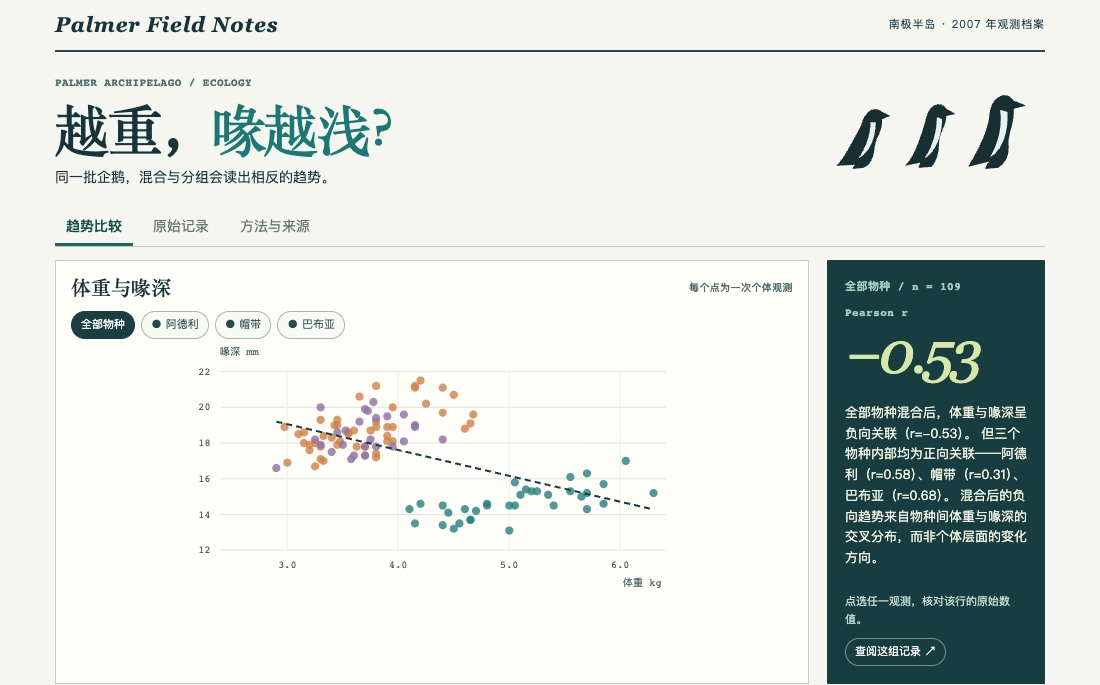 Palmer Field Notes
南极半岛 · 2007 年观测档案
PALMER ARCHIPELAGO / ECOLOGY
越重，喙越浅?
同一批企鹅，混合与分组会读出相反的趋势。
趋势比较
原始记录
方法与来源
体重与喙深
每个点为一次个体观测
全部物种
阿德利
帽带
巴布亚
喙深 mm
22
20
18
16
14
12
3.0
4.0
5.0
6.0
体重 kg
全部物种 / n = 109
Pearson r
−0.53
全部物种混合后，体重与喙深呈
负向关联（r=−0.53）。但三个
物种内部均为正向关联——阿德
利（r=0.58）、帽带（r=0.31）、
巴布亚（r=0.68）。混合后的负
向趋势来自物种间体重与喙深的
交叉分布，而非个体层面的变化
方向。
点选任一观测，核对该行的原始数
值。
查阅这组记录 ↗